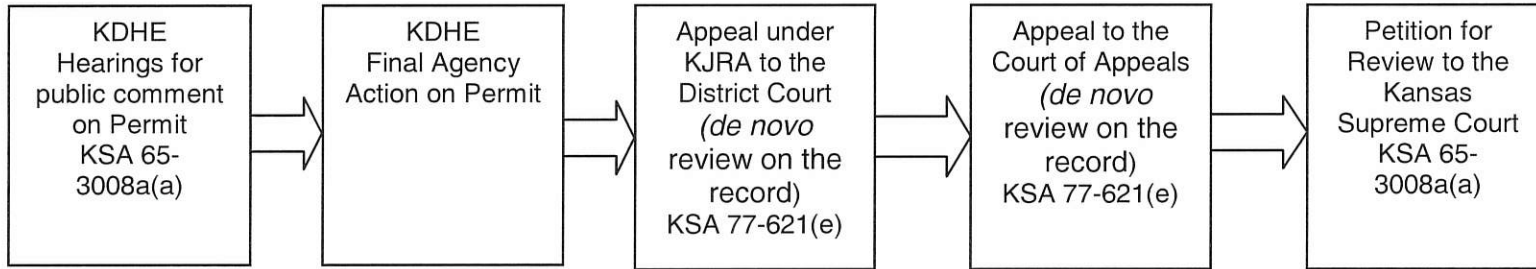 KDHE
Hearings for
public comment
on Permit
KSA 65-
3008a(a)
KDHE
Final Agency
Action on Permit
Appeal under
KJRA to the
District Court
(de novo
review on the
record)
KSA 77-621(e)
Appeal to the
Court of Appeals
(de novo
review on the
record)
KSA 77-621(e)
Petition for
Review to the
Kansas
Supreme Court
KSA 65-
3008a(a)